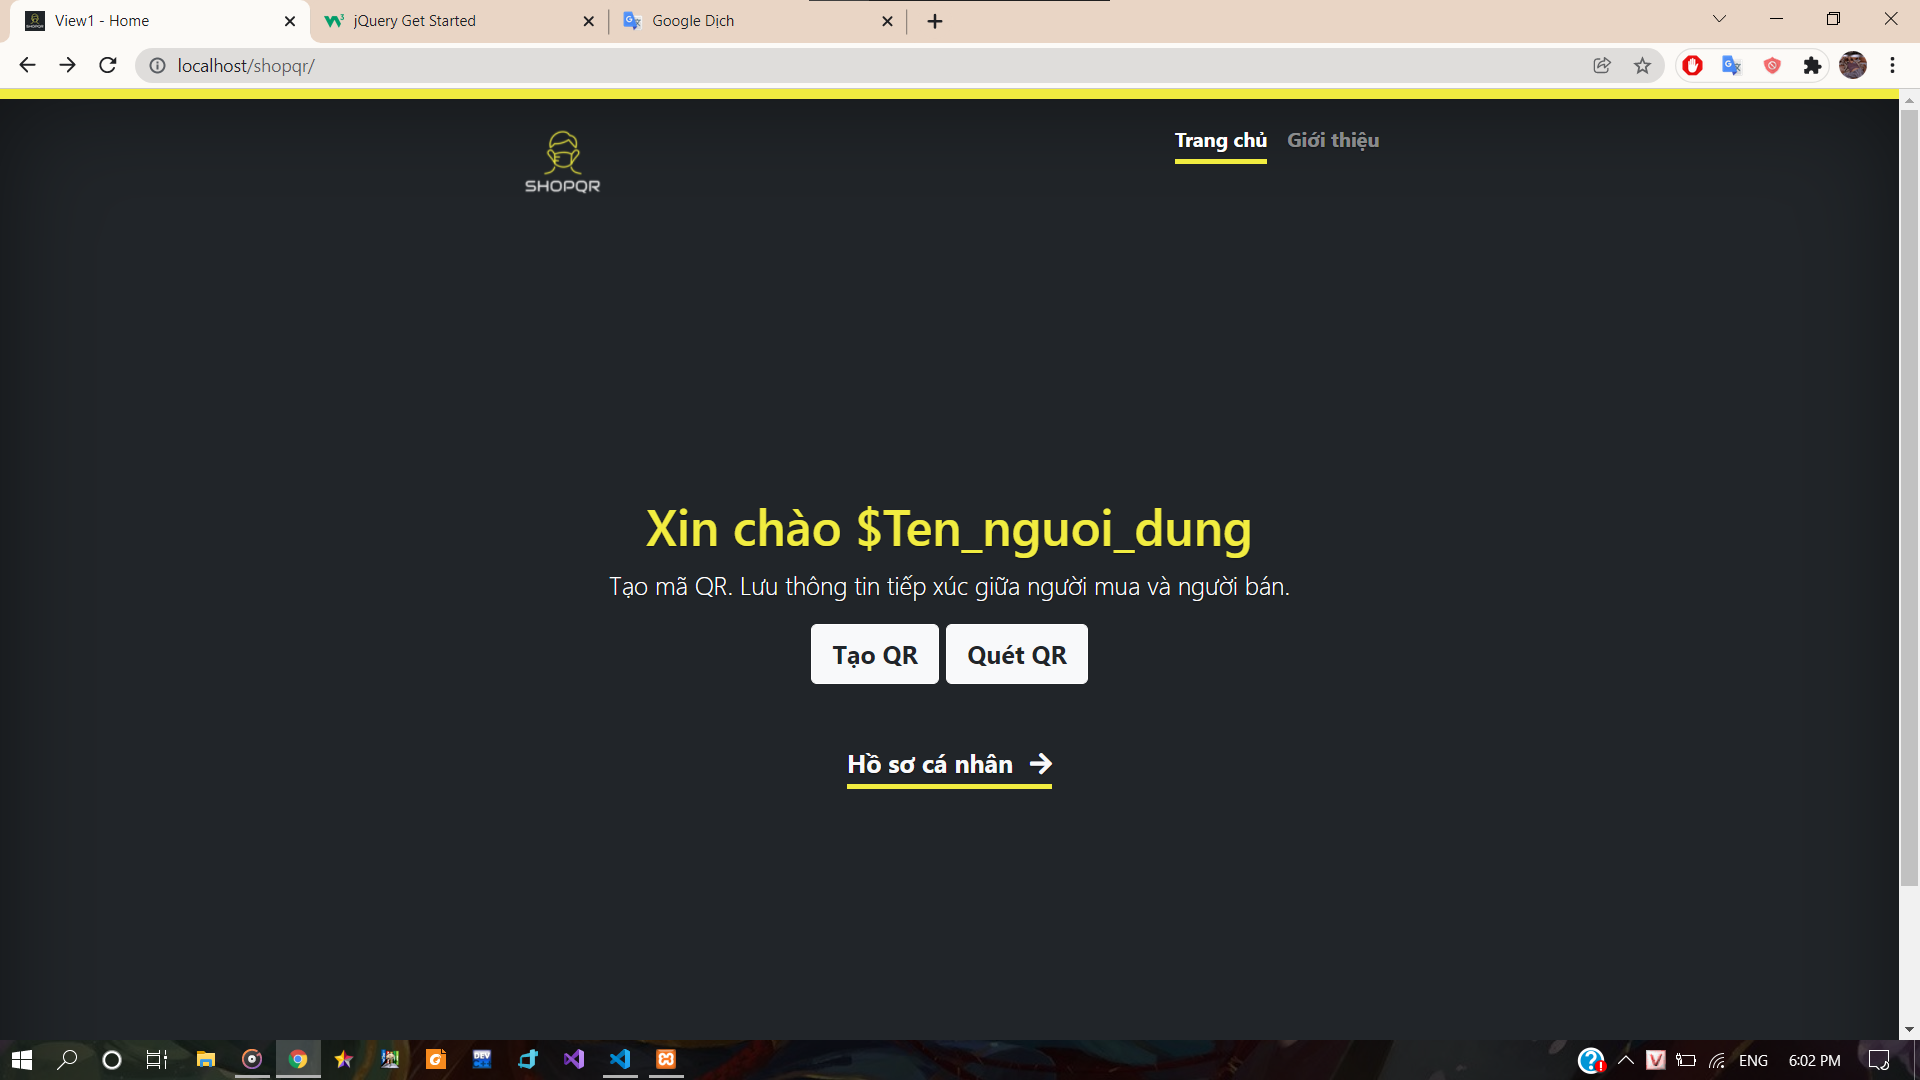 View1 - Home
jQuery Get Started
Google Dịch
localhost/shopqr/
SHOPQR
Trang chủ
Giới thiệu
Xin chào $Ten_nguoi_dung
Tạo mã QR. Lưu thông tin tiếp xúc giữa người mua và người bán.
Tạo QR
Quét QR
Hồ sơ cá nhân
DEV
ENG
6:02 PM